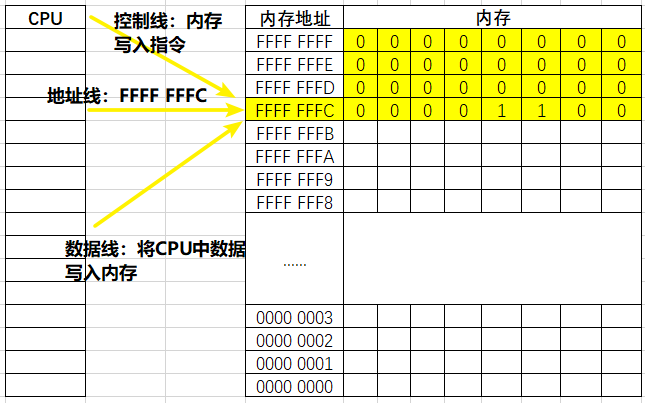 CPU
控制线：内存
写入指令
地址线：FFFF FFFC
数据线：将CPU中数据
写入内存
内存地址 内存
FFFF FFFF 0 0 0 0 0 0 0 0
FFFF FFFE 0 0 0 0 0 0 0 0
FFFF FFFD 0 0 0 0 0 0 0 0
FFFF FFFC 0 0 0 0 1 1 0 0
FFFF FFFB
FFFF FFFA
FFFF FFF9
FFFF FFF8
......
0000 0003
0000 0002
0000 0001
0000 0000